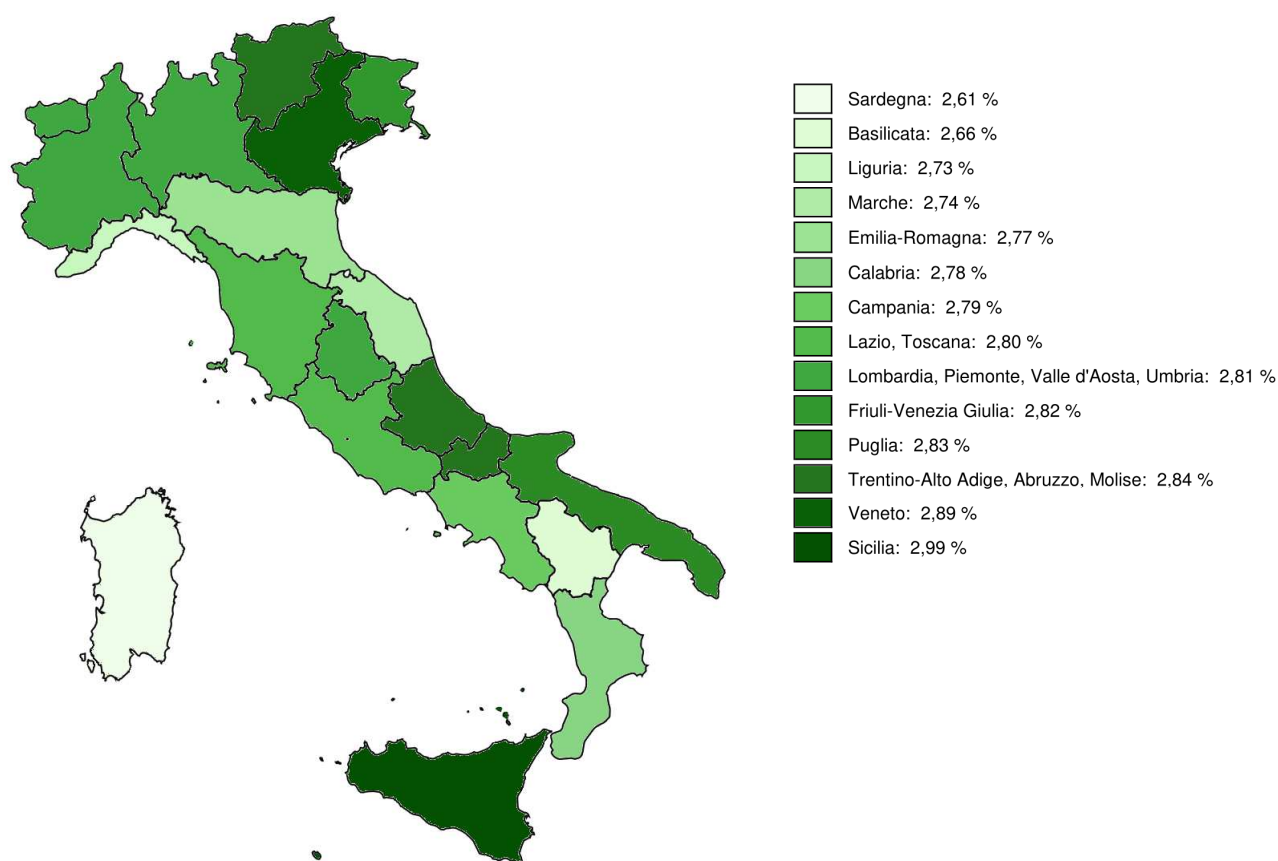 Sardegna: 2,61 %
Basilicata: 2,66 %
Liguria: 2,73 %
Marche: 2,74 %
Emilia-Romagna: 2,77 %
Calabria: 2,78 %
Campania: 2,79 %
Lazio, Toscana: 2,80 %
Lombardia, Piemonte, Valle d'Aosta, Umbria: 2,81 %
Friuli-Venezia Giulia: 2,82 %
Puglia: 2,83 %
Trentino-Alto Adige, Abruzzo, Molise: 2,84 %
Veneto: 2,89 %
Sicilia: 2,99 %